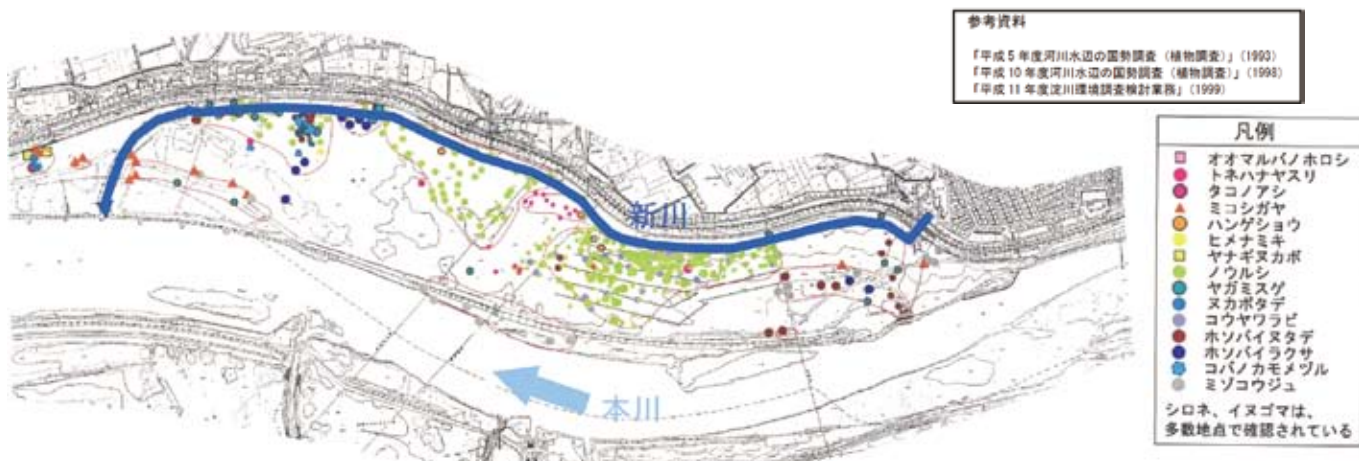 参考資料
「平成5年度河川水辺の国勢調査（植物調査）」(1993)
「平成10年度河川水辺の国勢調査（植物調査）」(1998)
「平成11年度淀川環境調査検討業務」(1999)
凡例
オオマルバノホロシ
トネハナヤスリ
タコノアシ
ミコシガヤ
ハンゲショウ
ヒメナミキ
ヤナギヌカボ
ノウルシ
ヤガミスゲ
ヌカボタデ
コウヤワラビ
ホソバイヌタデ
ホソバイラクサ
コバノカモメヅル
ミゾコウジュ
シロネ、イヌゴマは、
多数地点で確認されている
新川
本川